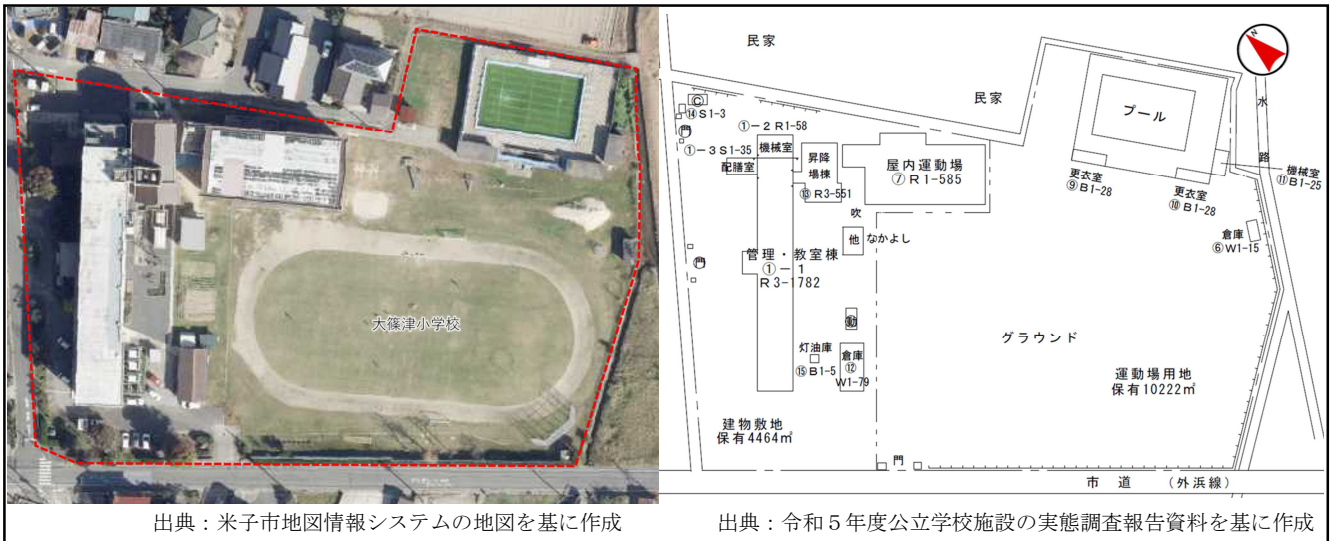 大篠津小学校
出典：米子市地図情報システムの地図を基に作成
民家
民家
N
プール
水路
Ⓒ
⑭S1-3
門
①-2 R1-58
①-3 S1-35
機械室
配膳室
昇降
場棟
⑬R3-551
屋内運動場
⑦R1-585
更衣室
⑨B1-28
更衣室
⑩B1-28
機械室
⑪B1-25
倉庫
⑥W1-15
吹
他
なかよし
門
管理・教室棟
①-1
R3-1782
動
灯油庫
⑮B1-5
倉庫
⑫
W1-79
グラウンド
運動場用地
保有10222㎡
建物敷地
保有4464㎡
門
市道 （外浜線）
出典：令和５年度公立学校施設の実態調査報告資料を基に作成